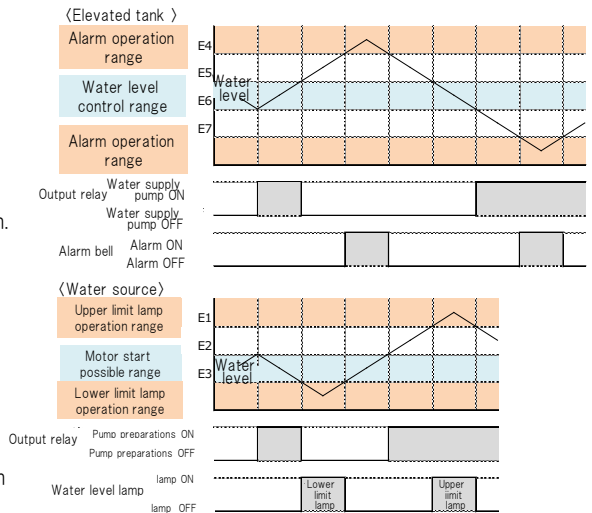 〈Elevated tank 〉
Alarm operation
range
Water level
control range
Alarm operation
range
E4
E5
E6
E7
Water
level
Output relay
Water supply
pump ON
Water supply
pump OFF
n.
Alarm bell
Alarm ON
Alarm OFF
〈Water source〉
Upper limit lamp
operation range
Motor start
possible range
Lower limit lamp
operation range
E1
E2
E3
Water
level
Output relay
Pump preparations ON
Pump preparations OFF
n
Water level lamp
lamp ON
lamp OFF
Lower
limit
lamp
Upper
limit
lamp